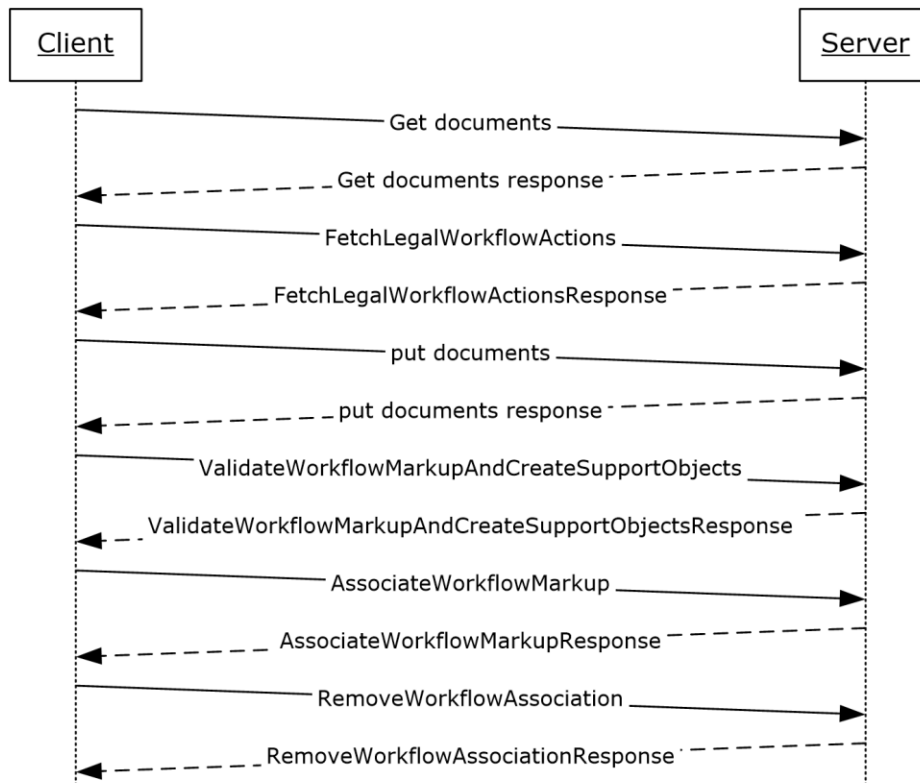 Client
Server
Get documents
Get documents response
FetchLegalWorkflowActions
FetchLegalWorkflowActionsResponse
put documents
put documents response
ValidateWorkflowMarkupAndCreateSupportObjects
ValidateWorkflowMarkupAndCreateSupportObjectsResponse
AssociateWorkflowMarkup
AssociateWorkflowMarkupResponse
RemoveWorkflowAssociation
RemoveWorkflowAssociationResponse